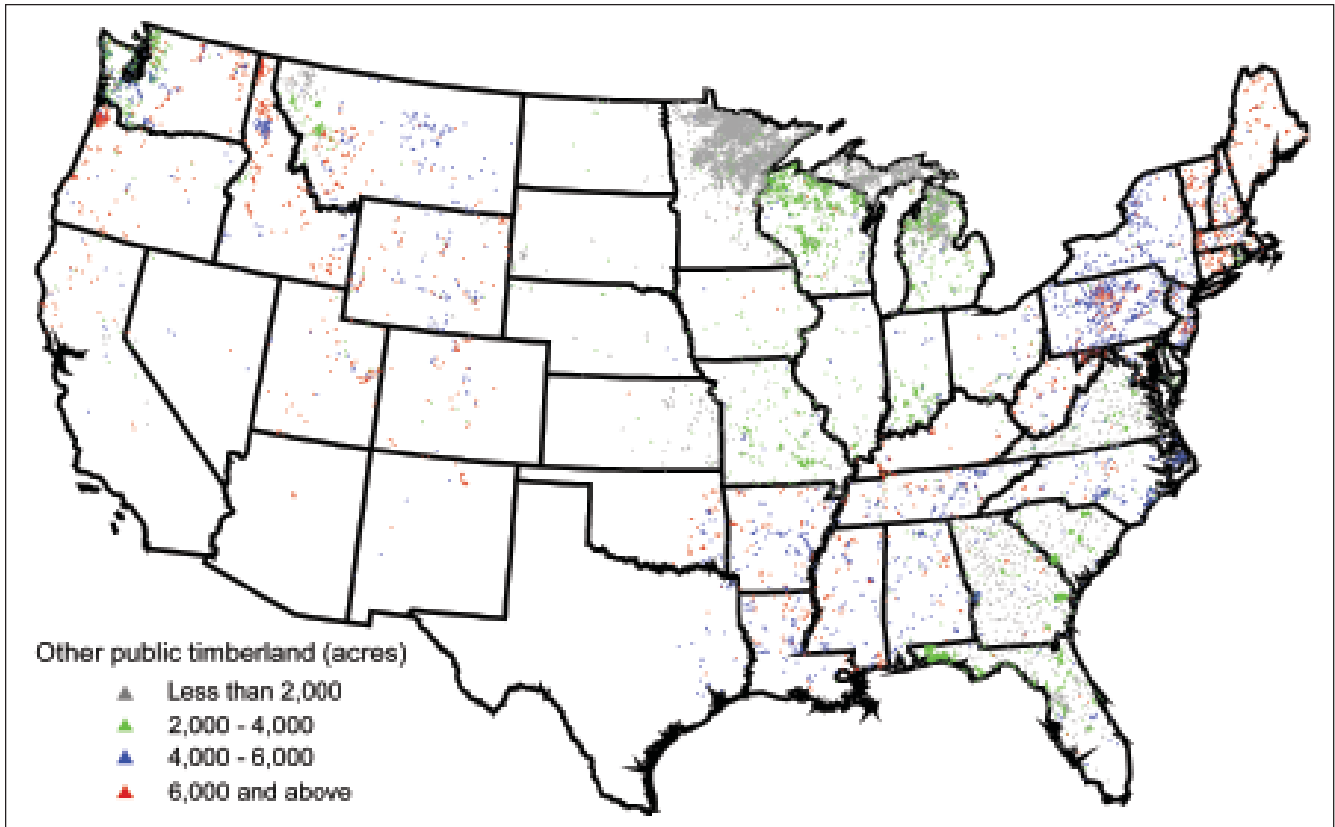 Other public timberland (acres)
Less than 2,000
2,000 - 4,000
4,000 - 6,000
6,000 and above